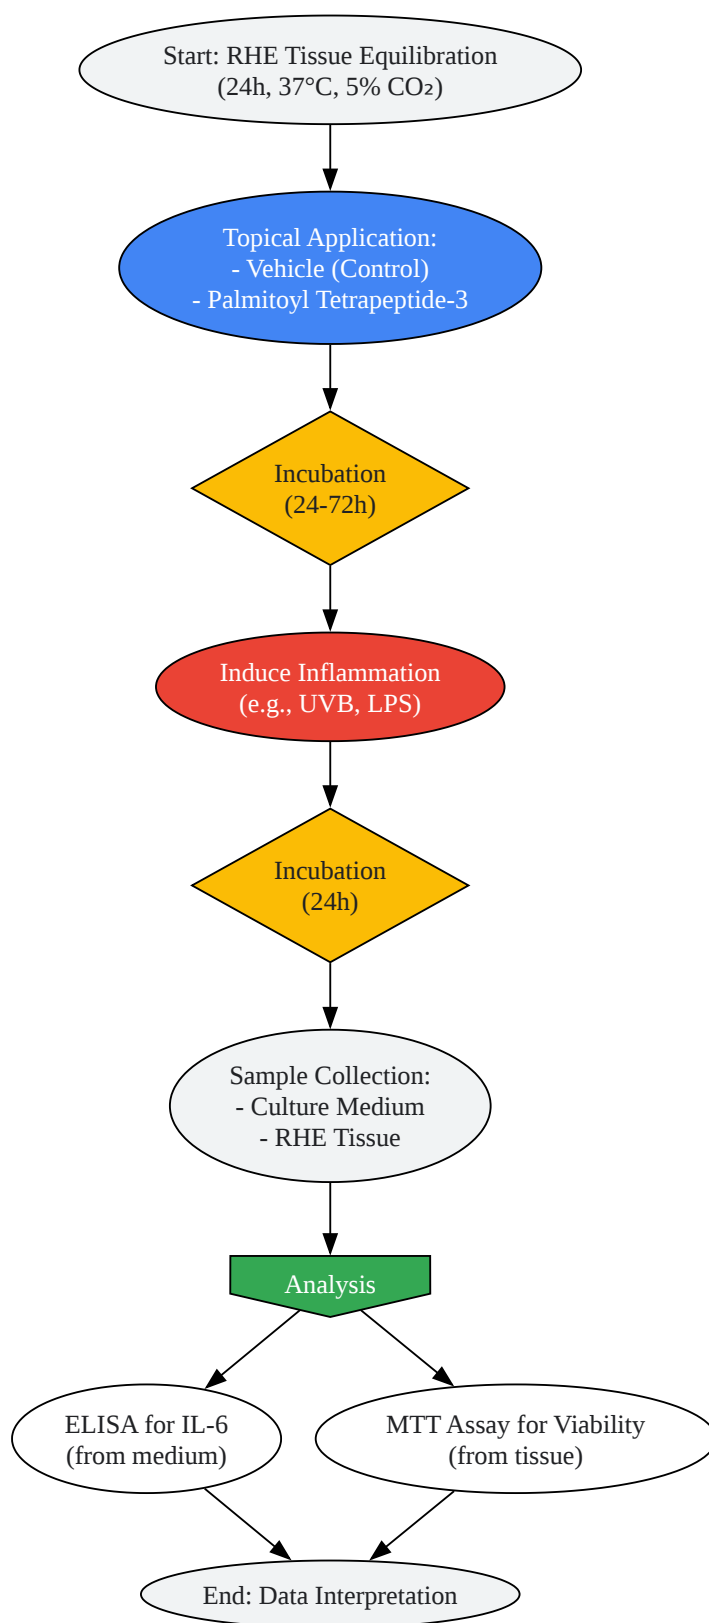 Start: RHE Tissue Equilibration
(24h, 37°C, 5% CO₂)
Topical Application:
- Vehicle (Control)
- Palmitoyl Tetrapeptide-3
Incubation
(24-72h)
Induce Inflammation
(e.g., UVB, LPS)
Incubation
(24h)
Sample Collection:
- Culture Medium
- RHE Tissue
Analysis
ELISA for IL-6
(from medium)
MTT Assay for Viability
(from tissue)
End: Data Interpretation